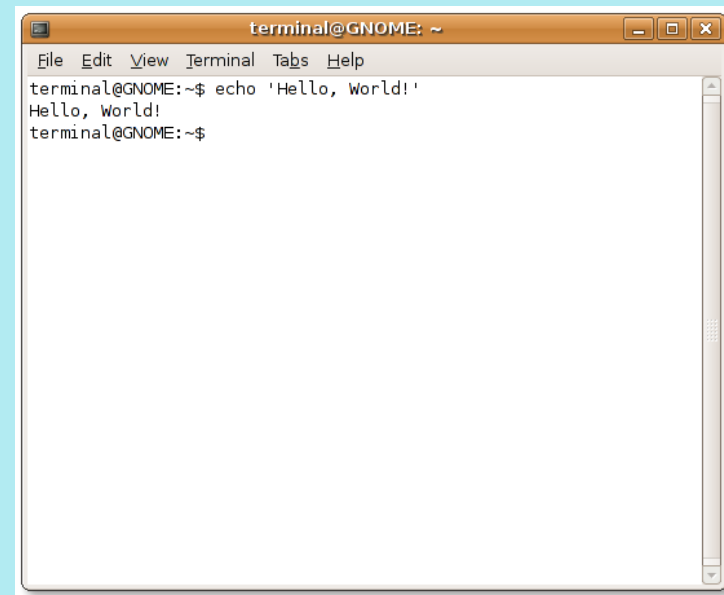 terminal@GNOME: ~
File Edit View Terminal Tabs Help
terminal@GNOME:~$ echo 'Hello, World!'
Hello, World!
terminal@GNOME:~$